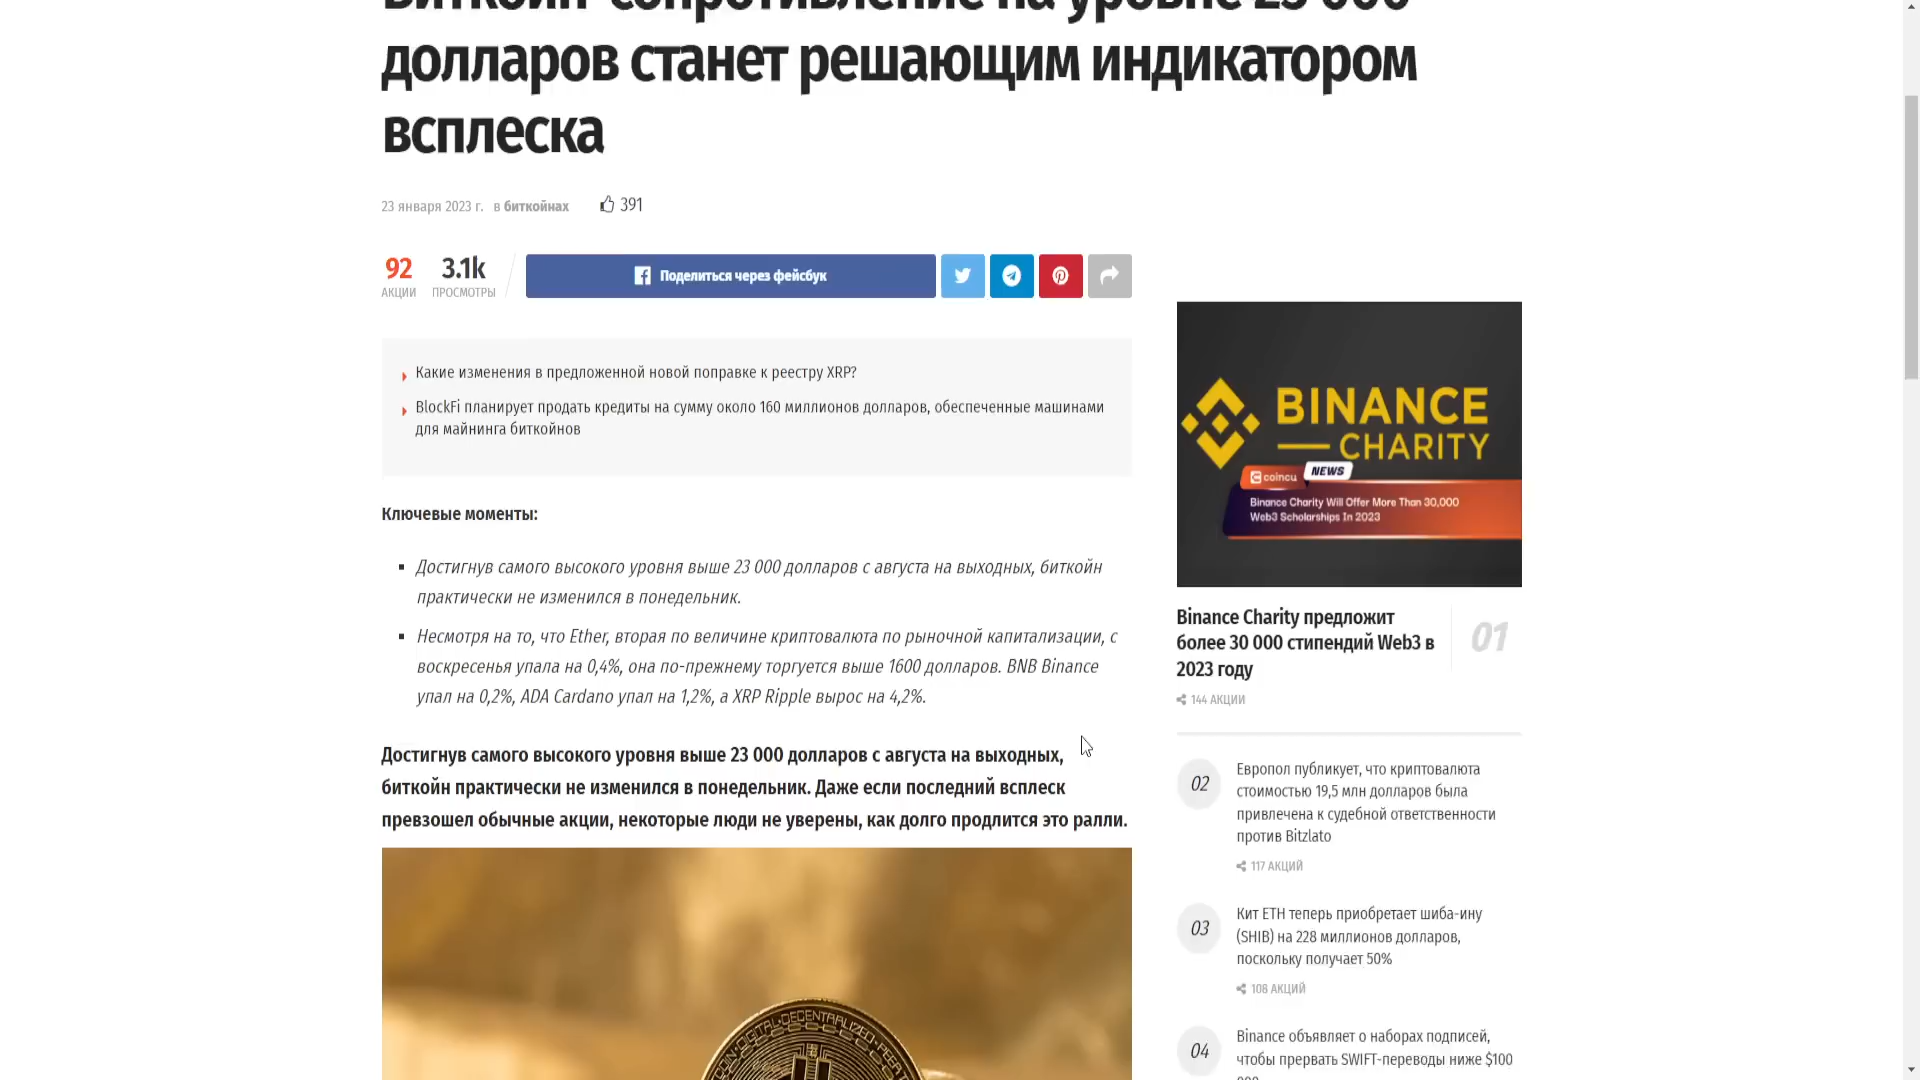 Биткойн-сопротивление на уровне 23 000
долларов станет решающим индикатором
всплеска
23 января 2023 г. в биткойнах 391
92 3.1k
АКЦИИ ПРОСМОТРЫ
Поделиться через фейсбук
Какие изменения в предложенной новой поправке к реестру XRP?
BlockFi планирует продать кредиты на сумму около 160 миллионов долларов, обеспеченные машинами
для майнинга биткойнов
Ключевые моменты:
Достигнув самого высокого уровня выше 23 000 долларов с августа на выходных, биткойн
практически не изменился в понедельник.
Несмотря на то, что Ether, вторая по величине криптовалюта по рыночной капитализации, с
воскресенья упала на 0,4%, она по-прежнему торгуется выше 1600 долларов. BNB Binance
упал на 0,2%, ADA Cardano упал на 1,2%, а XRP Ripple вырос на 4,2%.
Достигнув самого высокого уровня выше 23 000 долларов с августа на выходных,
биткойн практически не изменился в понедельник. Даже если последний всплеск
превзошел обычные акции, некоторые люди не уверены, как долго продлится это ралли.
DIGITAL DECENTRALIZED PEER
BINANCE
CHARITY
coincu NEWS
Binance Charity Will Offer More Than 30,000
Web3 Scholarships In 2023
Binance Charity предложит
более 30 000 стипендий Web3 в
2023 году
01
144 АКЦИИ
02
Европол публикует, что криптовалюта
стоимостью 19,5 млн долларов была
привлечена к судебной ответственности
против Bitzlato
117 АКЦИЙ
03
Кит ETH теперь приобретает шиба-ину
(SHIB) на 228 миллионов долларов,
поскольку получает 50%
108 АКЦИЙ
04
Binance объявляет о наборах подписей,
чтобы прервать SWIFT-переводы ниже $100
000